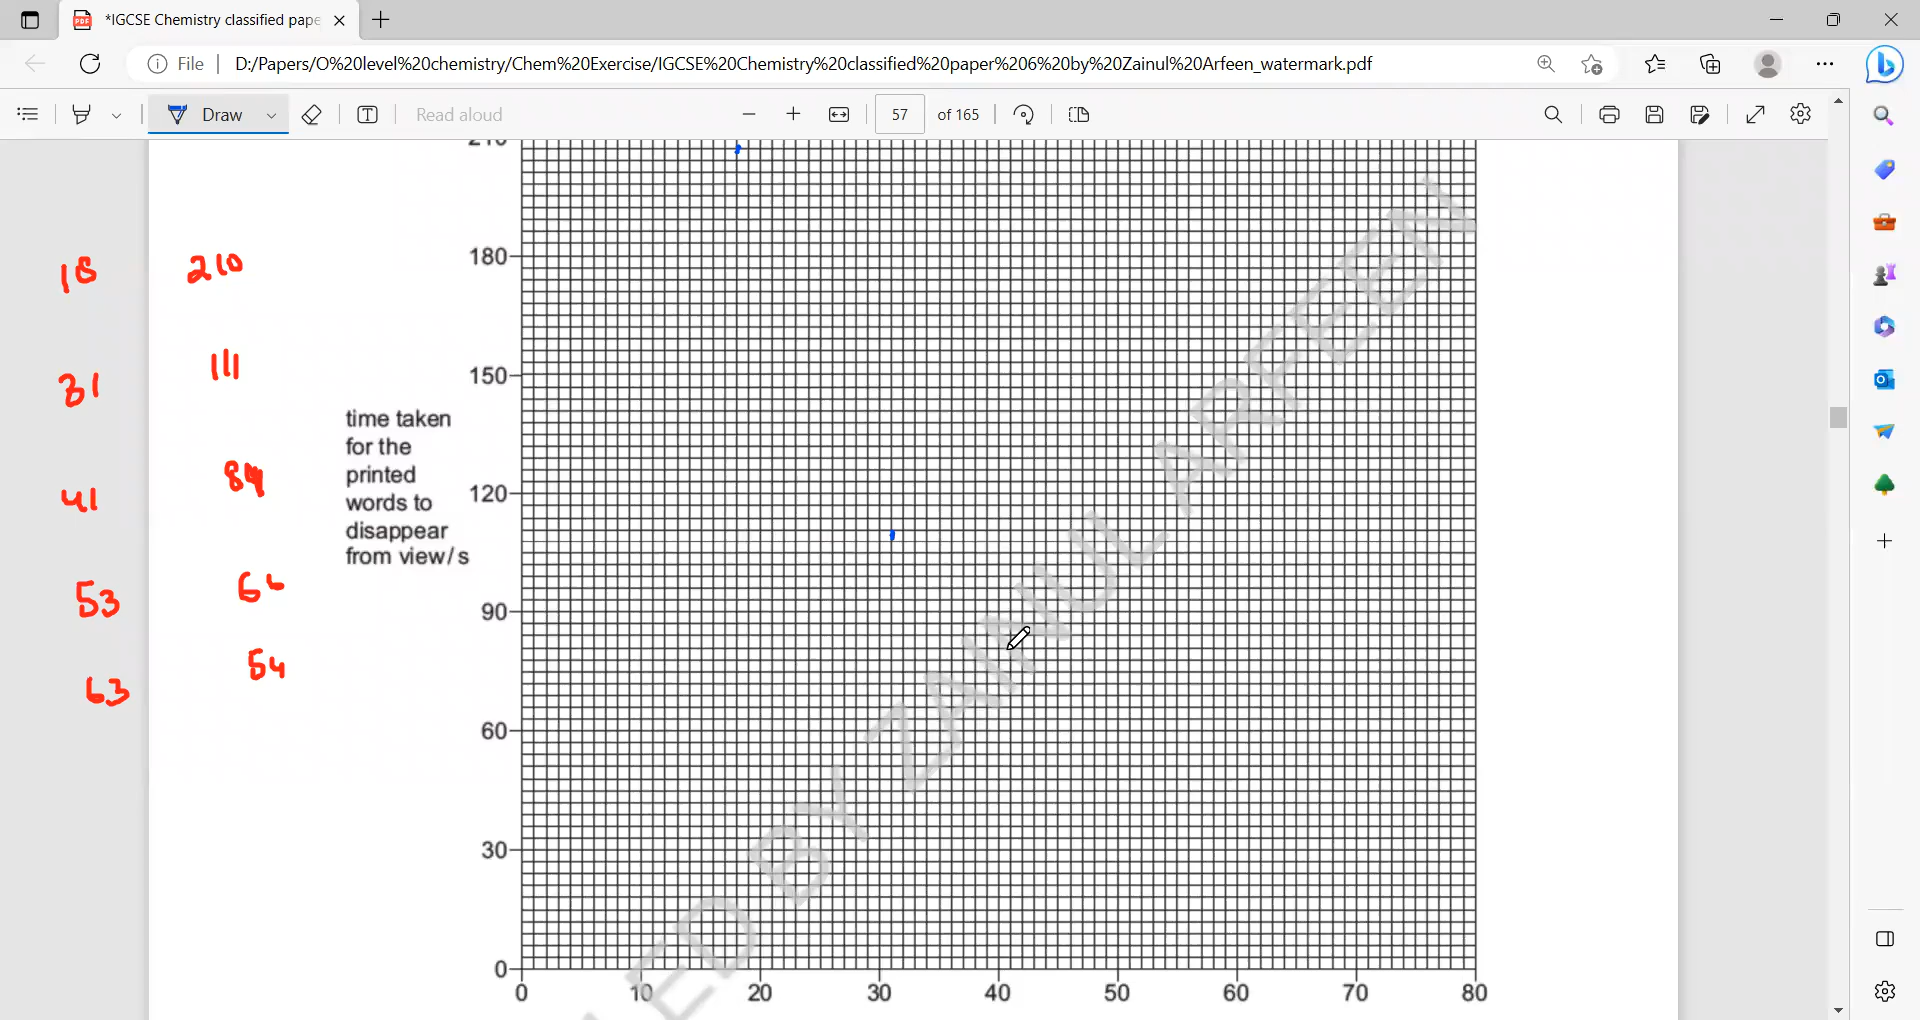 *IGCSE Chemistry classified pape
File
D:/Papers/O%20level%20chemistry/Chem%20Exercise/IGCSE%20Chemistry%20classified%20paper%206%20by%20Zainul%20Arfeen_watermark.pdf
Draw
Read aloud
57 of 165
210
180
18 210
150
31 111
time taken
for the
printed
words to
disappear
from view/s
120
90
60
30
0
41 84
53
63 54
0 10 20 30 40 50 60 70 80
ED BY ZAINUL ARFEEN